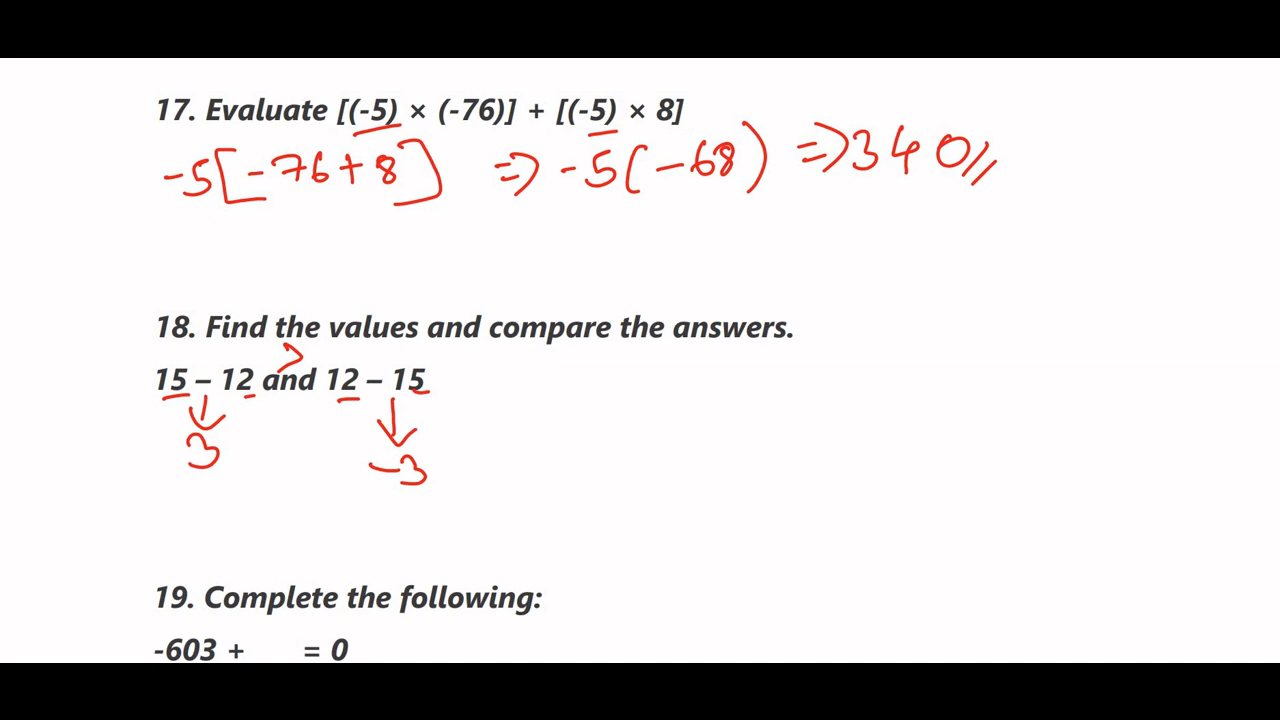 17. Evaluate [(-5) × (-76)] + [(-5) × 8]
-5[-76+8] => -5(-68) => 340//
18. Find the values and compare the answers.
>
15 – 12 and 12 – 15
3 -3
19. Complete the following:
-603 + = 0